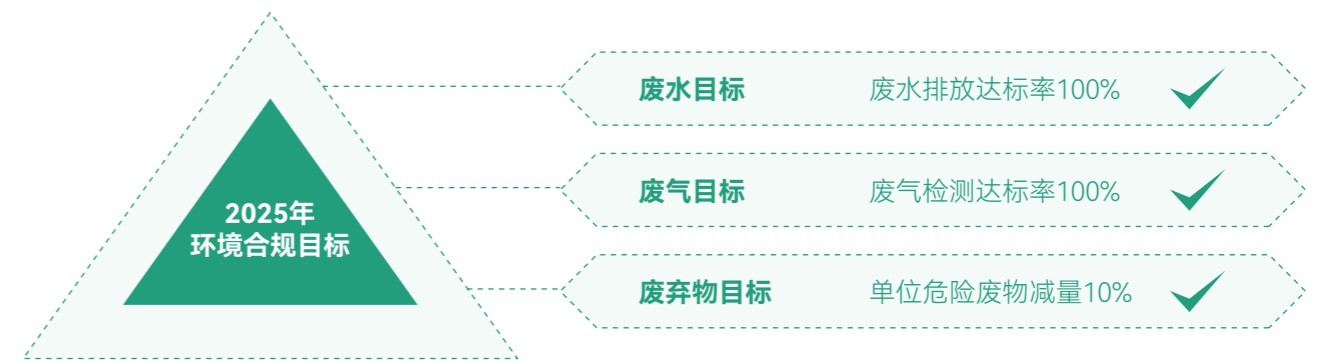 2025年
环境合规目标
废水目标 废水排放达标率100%
废气目标 废气检测达标率100%
废弃物目标 单位危险废物减量10%